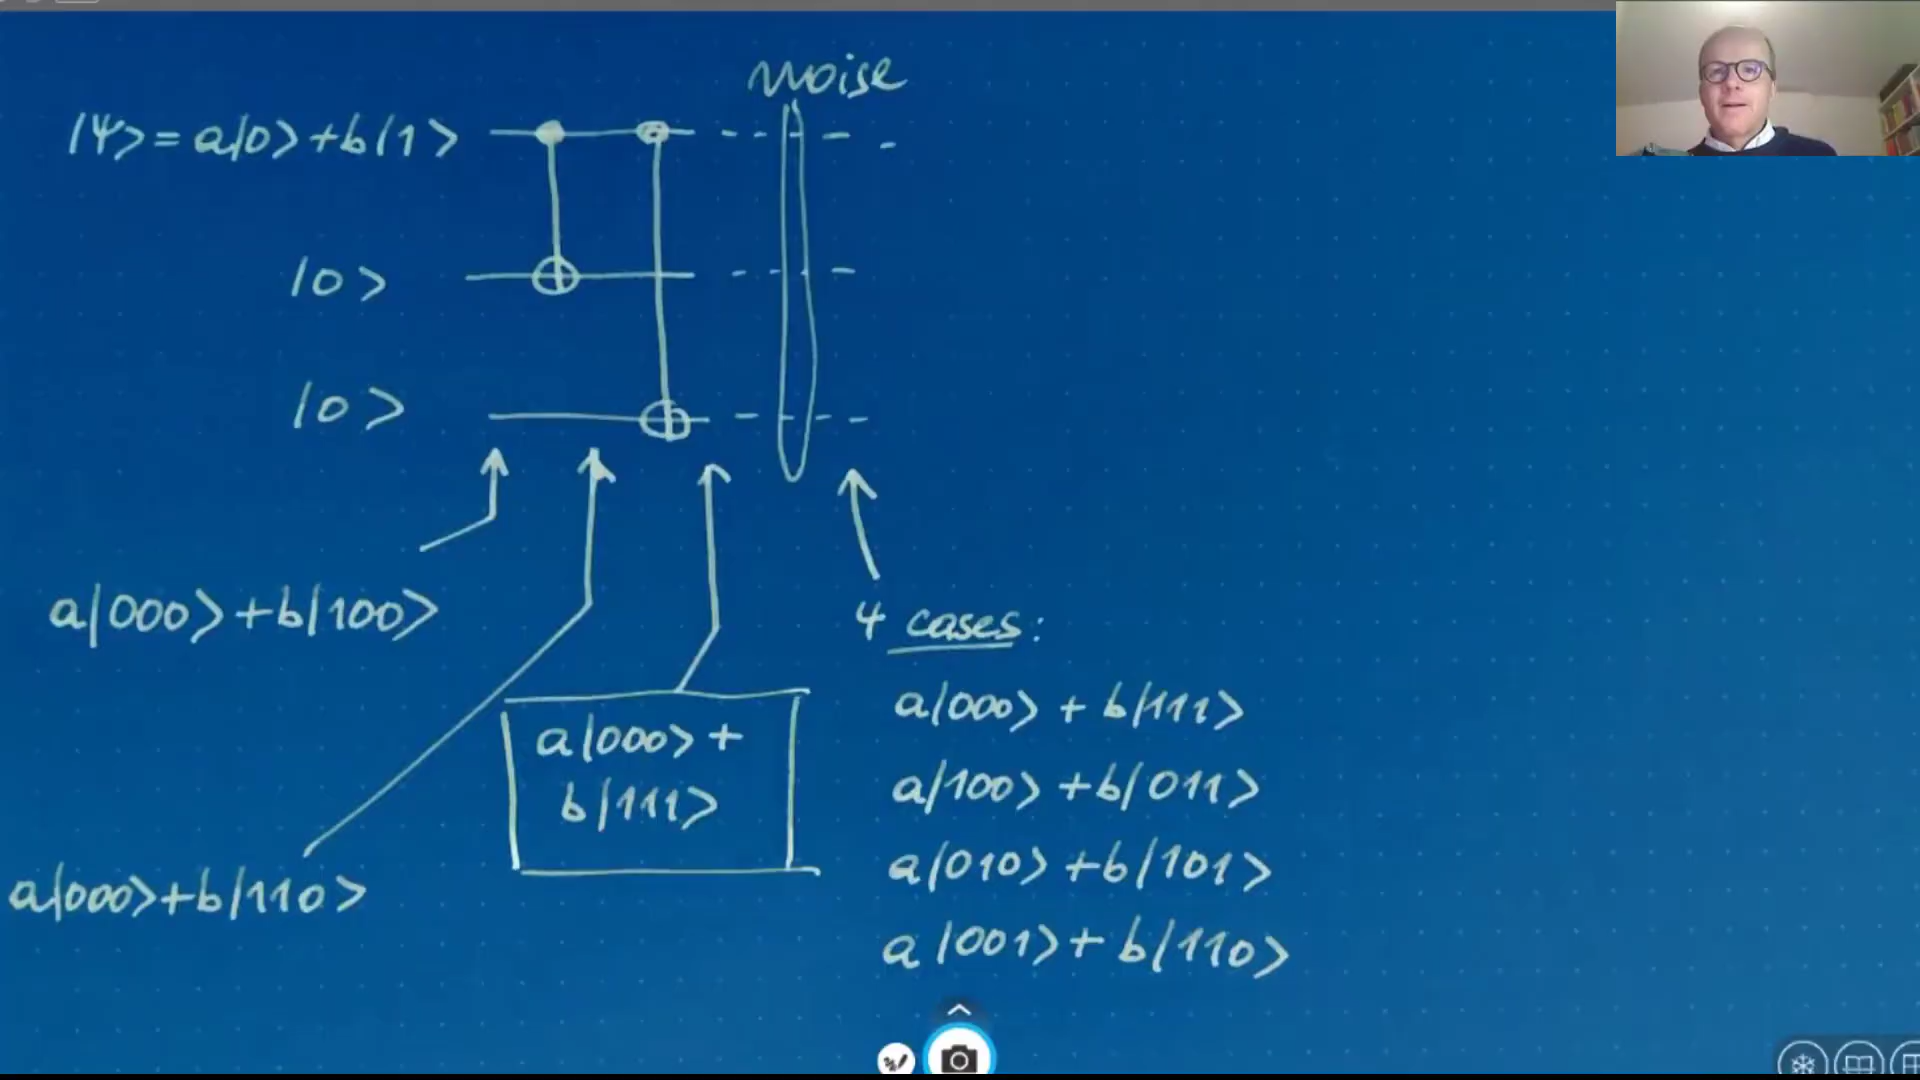 noise
|Ψ> = a|0> + b|1>
|0>
|0>
a|000> + b|100>
a|000> + b|110>
a|000> +
b|111>
4 cases:
a|000> + b|111>
a|100> + b|011>
a|010> + b|101>
a|001> + b|110>